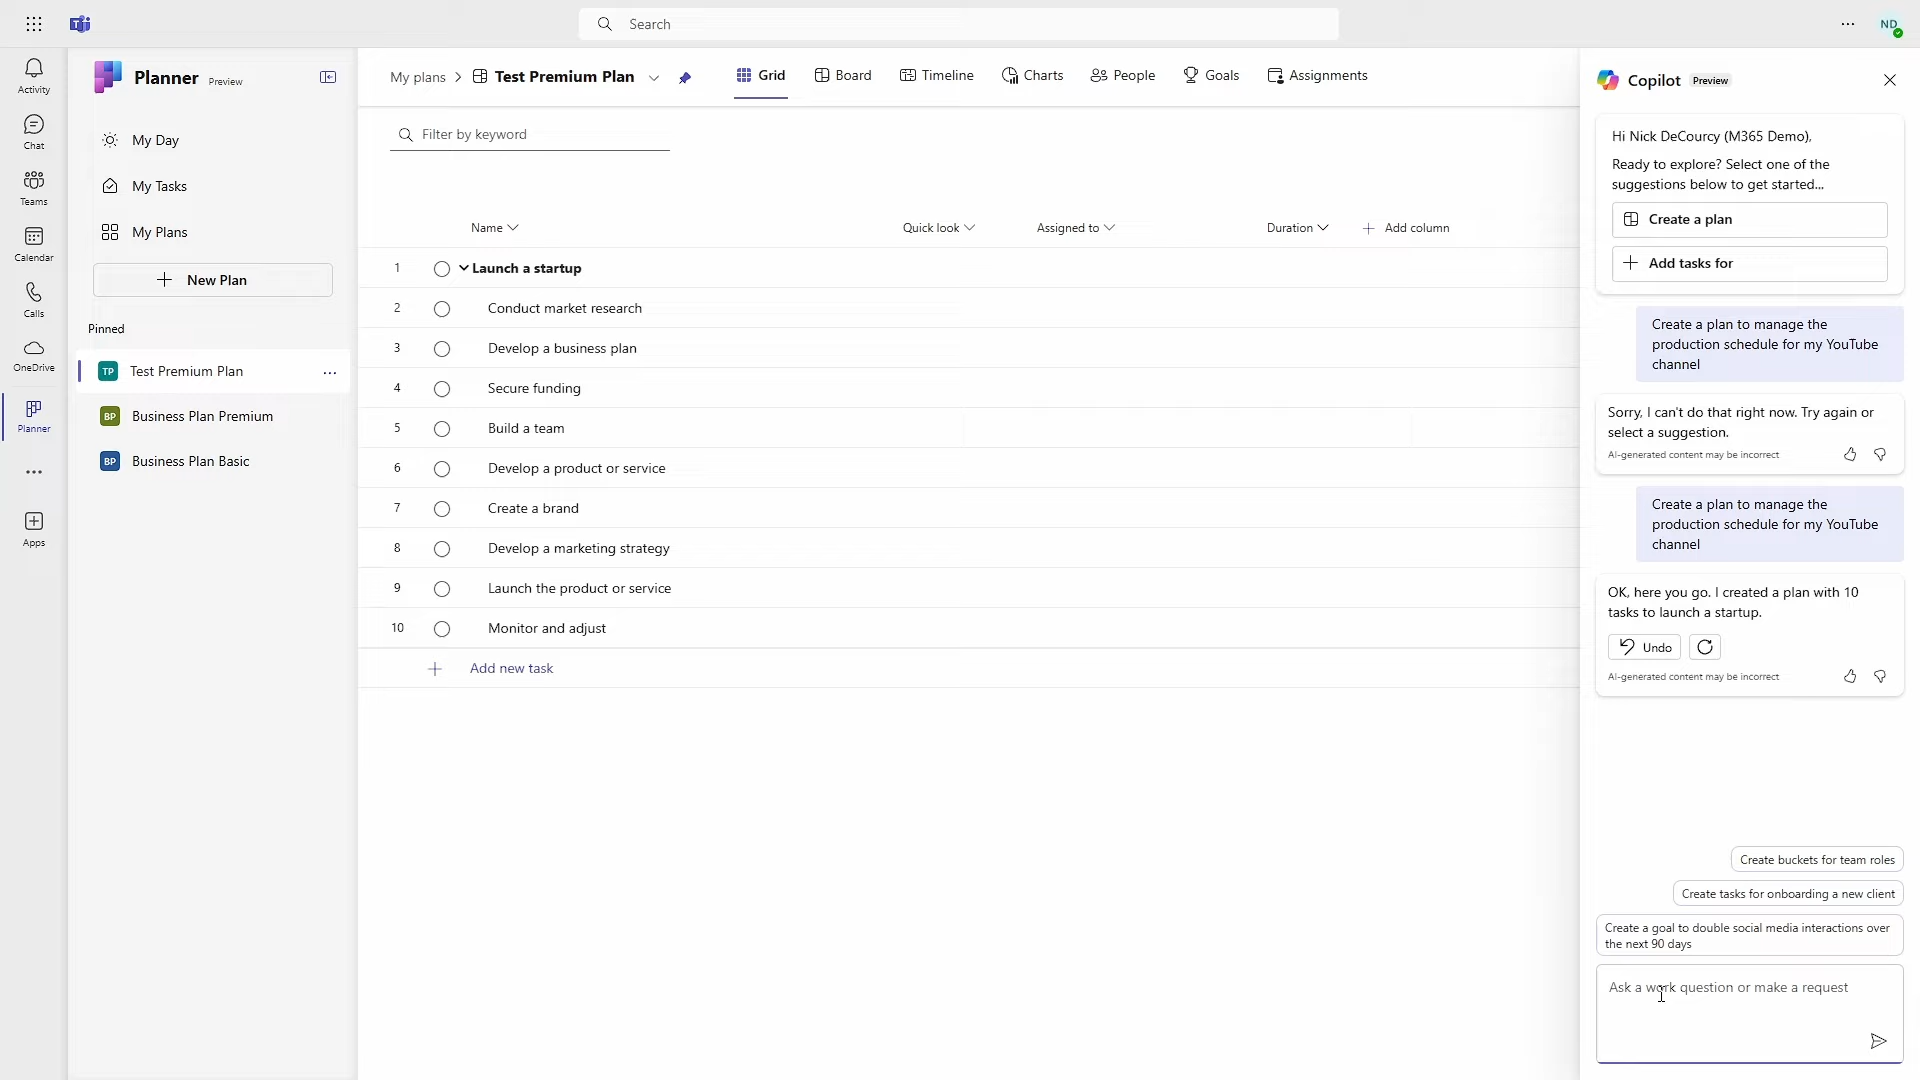 Search
ND
Activity
Chat
Teams
Calendar
Calls
OneDrive
Planner
Apps
Planner Preview
My Day
My Tasks
My Plans
New Plan
Pinned
TP Test Premium Plan
BP Business Plan Premium
BP Business Plan Basic
My plans > Test Premium Plan
Grid
Board
Timeline
Charts
People
Goals
Assignments
Filter by keyword
Name Quick look Assigned to Duration Add column
1 Launch a startup
2 Conduct market research
3 Develop a business plan
4 Secure funding
5 Build a team
6 Develop a product or service
7 Create a brand
8 Develop a marketing strategy
9 Launch the product or service
10 Monitor and adjust
Add new task
Copilot Preview
Hi Nick DeCourcy (M365 Demo),
Ready to explore? Select one of the
suggestions below to get started...
Create a plan
Add tasks for
Create a plan to manage the
production schedule for my YouTube
channel
Sorry, I can't do that right now. Try again or
select a suggestion.
AI-generated content may be incorrect
Create a plan to manage the
production schedule for my YouTube
channel
OK, here you go. I created a plan with 10
tasks to launch a startup.
Undo
AI-generated content may be incorrect
Create buckets for team roles
Create tasks for onboarding a new client
Create a goal to double social media interactions over
the next 90 days
Ask a work question or make a request